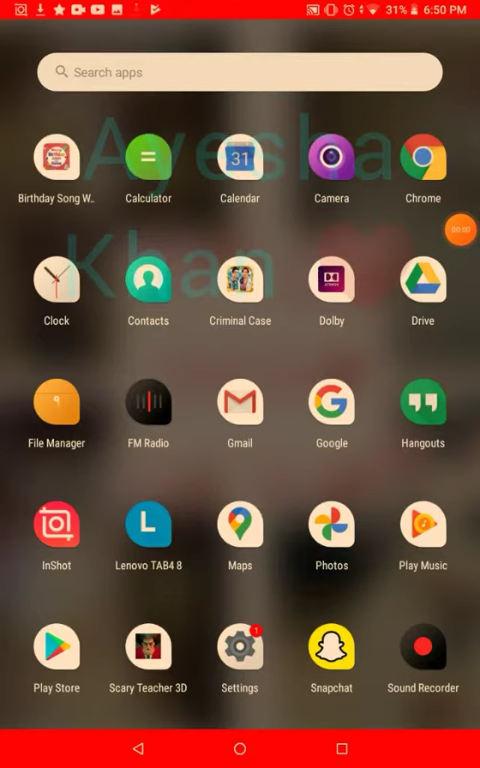 31% 6:50 PM
Search apps
Ayesha
31
Birthday Song W..
Calculator
Calendar
Camera
Chrome
00:00
Khan
Clock
Contacts
Criminal Case
Dolby
Drive
File Manager
FM Radio
Gmail
Google
Hangouts
L
InShot
Lenovo TAB4 8
Maps
Photos
Play Music
1
Play Store
Scary Teacher 3D
Settings
Snapchat
Sound Recorder